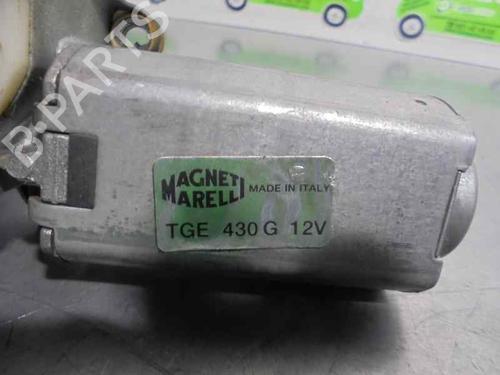 B-PARTS
MAGNETI
MARELLI
MADE IN ITALY
TGE 430 G 12V